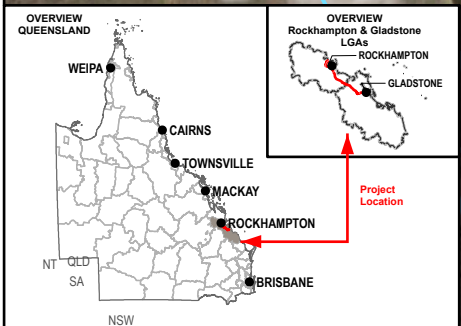 OVERVIEW
QUEENSLAND
WEIPA
CAIRNS
TOWNSVILLE
MACKAY
ROCKHAMPTON
BRISBANE
NT
QLD
SA
NSW
OVERVIEW
Rockhampton & Gladstone
LGAs
ROCKHAMPTON
GLADSTONE
Project
Location